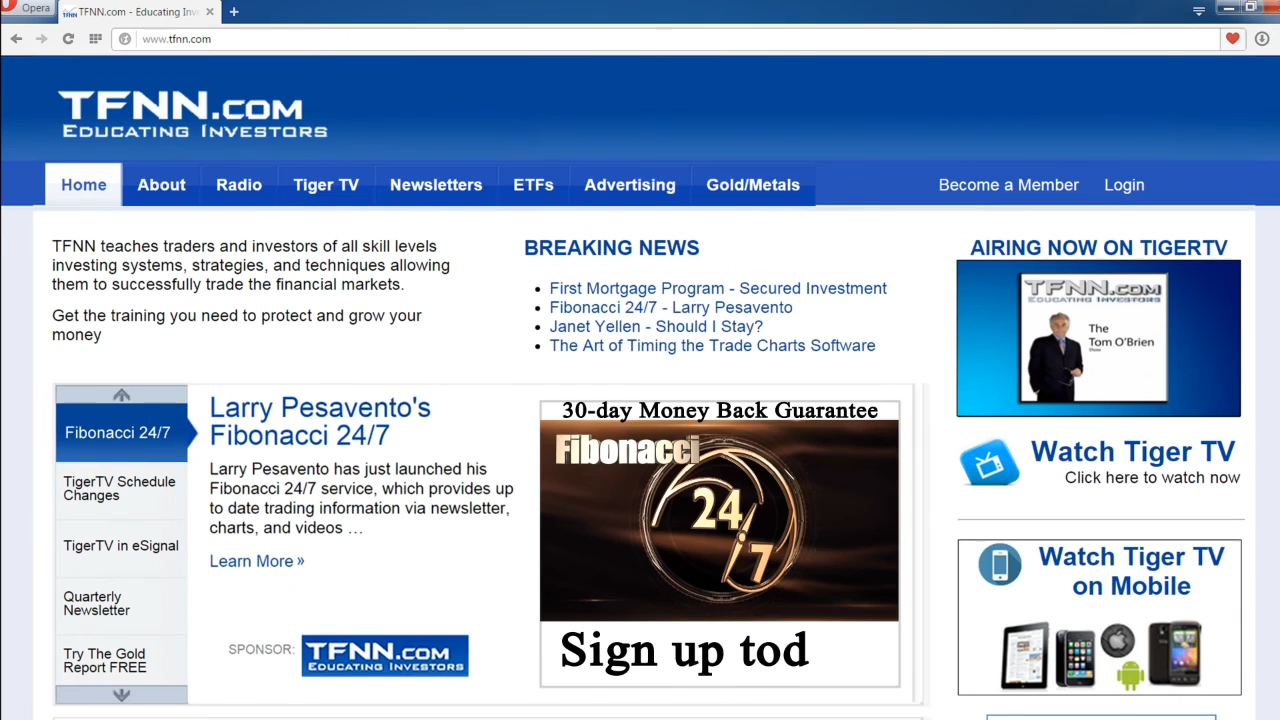 Opera
TFNN.com - Educating Inv
www.tfnn.com
TFNN.COM
EDUCATING INVESTORS
Home
About
Radio
Tiger TV
Newsletters
ETFs
Advertising
Gold/Metals
Become a Member
Login
TFNN teaches traders and investors of all skill levels
investing systems, strategies, and techniques allowing
them to successfully trade the financial markets.
Get the training you need to protect and grow your
money
BREAKING NEWS
First Mortgage Program - Secured Investment
Fibonacci 24/7 - Larry Pesavento
Janet Yellen - Should I Stay?
The Art of Timing the Trade Charts Software
AIRING NOW ON TIGERTV
TFNN.COM
EDUCATING INVESTORS
The
Tom O'Brien
Show
Watch Tiger TV
Click here to watch now
Watch Tiger TV
on Mobile
Fibonacci 24/7
TigerTV Schedule
Changes
TigerTV in eSignal
Quarterly
Newsletter
Try The Gold
Report FREE
Larry Pesavento's
Fibonacci 24/7
Larry Pesavento has just launched his
Fibonacci 24/7 service, which provides up
to date trading information via newsletter,
charts, and videos …
Learn More »
SPONSOR:
TFNN.COM
EDUCATING INVESTORS
30-day Money Back Guarantee
Fibonacci
24
7
Sign up tod